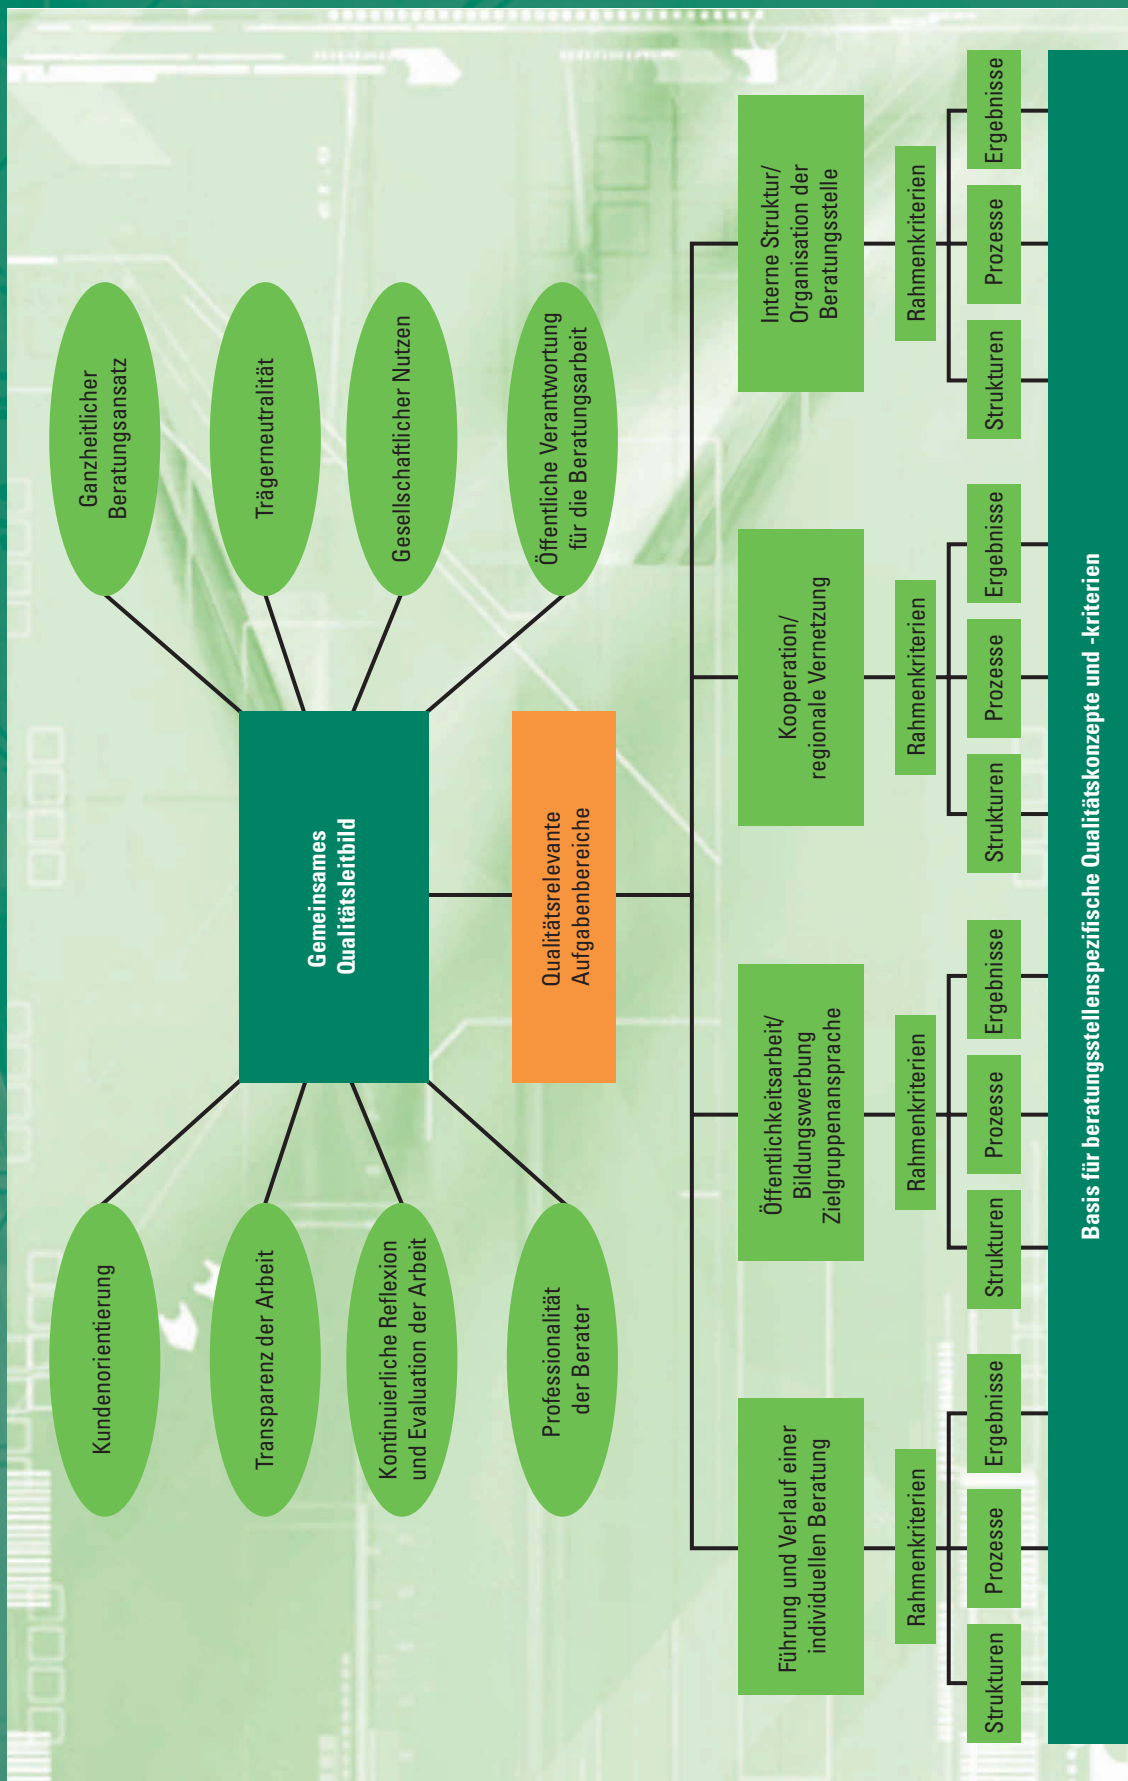 Kundenorientierung
Transparenz der Arbeit
Kontinuierliche Reflexion
und Evaluation der Arbeit
Professionalität
der Berater
Gemeinsames
Qualitätsleitbild
Ganzheitlicher
Beratungsansatz
Trägerneutralität
Gesellschaftlicher Nutzen
Öffentliche Verantwortung
für die Beratungsarbeit
Qualitätsrelevante
Aufgabenbereiche
Führung und Verlauf einer
individuellen Beratung
Rahmenkriterien
Strukturen
Prozesse
Ergebnisse
Öffentlichkeitsarbeit/
Bildungswerbung
Zielgruppenansprache
Rahmenkriterien
Strukturen
Prozesse
Ergebnisse
Kooperation/
regionale Vernetzung
Rahmenkriterien
Strukturen
Prozesse
Ergebnisse
Interne Struktur/
Organisation der
Beratungsstelle
Rahmenkriterien
Strukturen
Prozesse
Ergebnisse
Basis für beratungsstellenspezifische Qualitätskonzepte und -kriterien